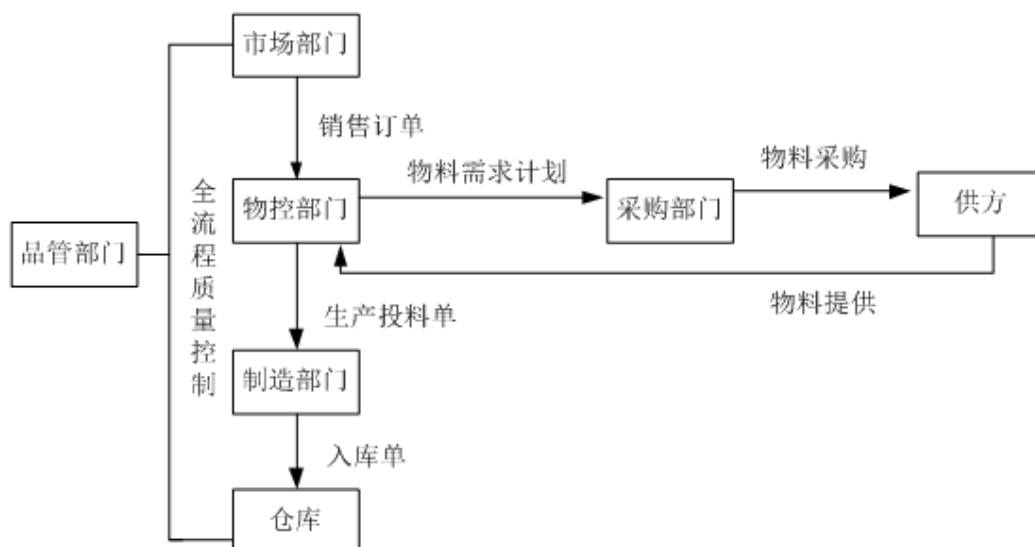 市场部门
销售订单
物料需求计划
物料采购
物控部门
采购部门
供方
品管部门
全流程质量控制
物料提供
生产投料单
制造部门
入库单
仓库